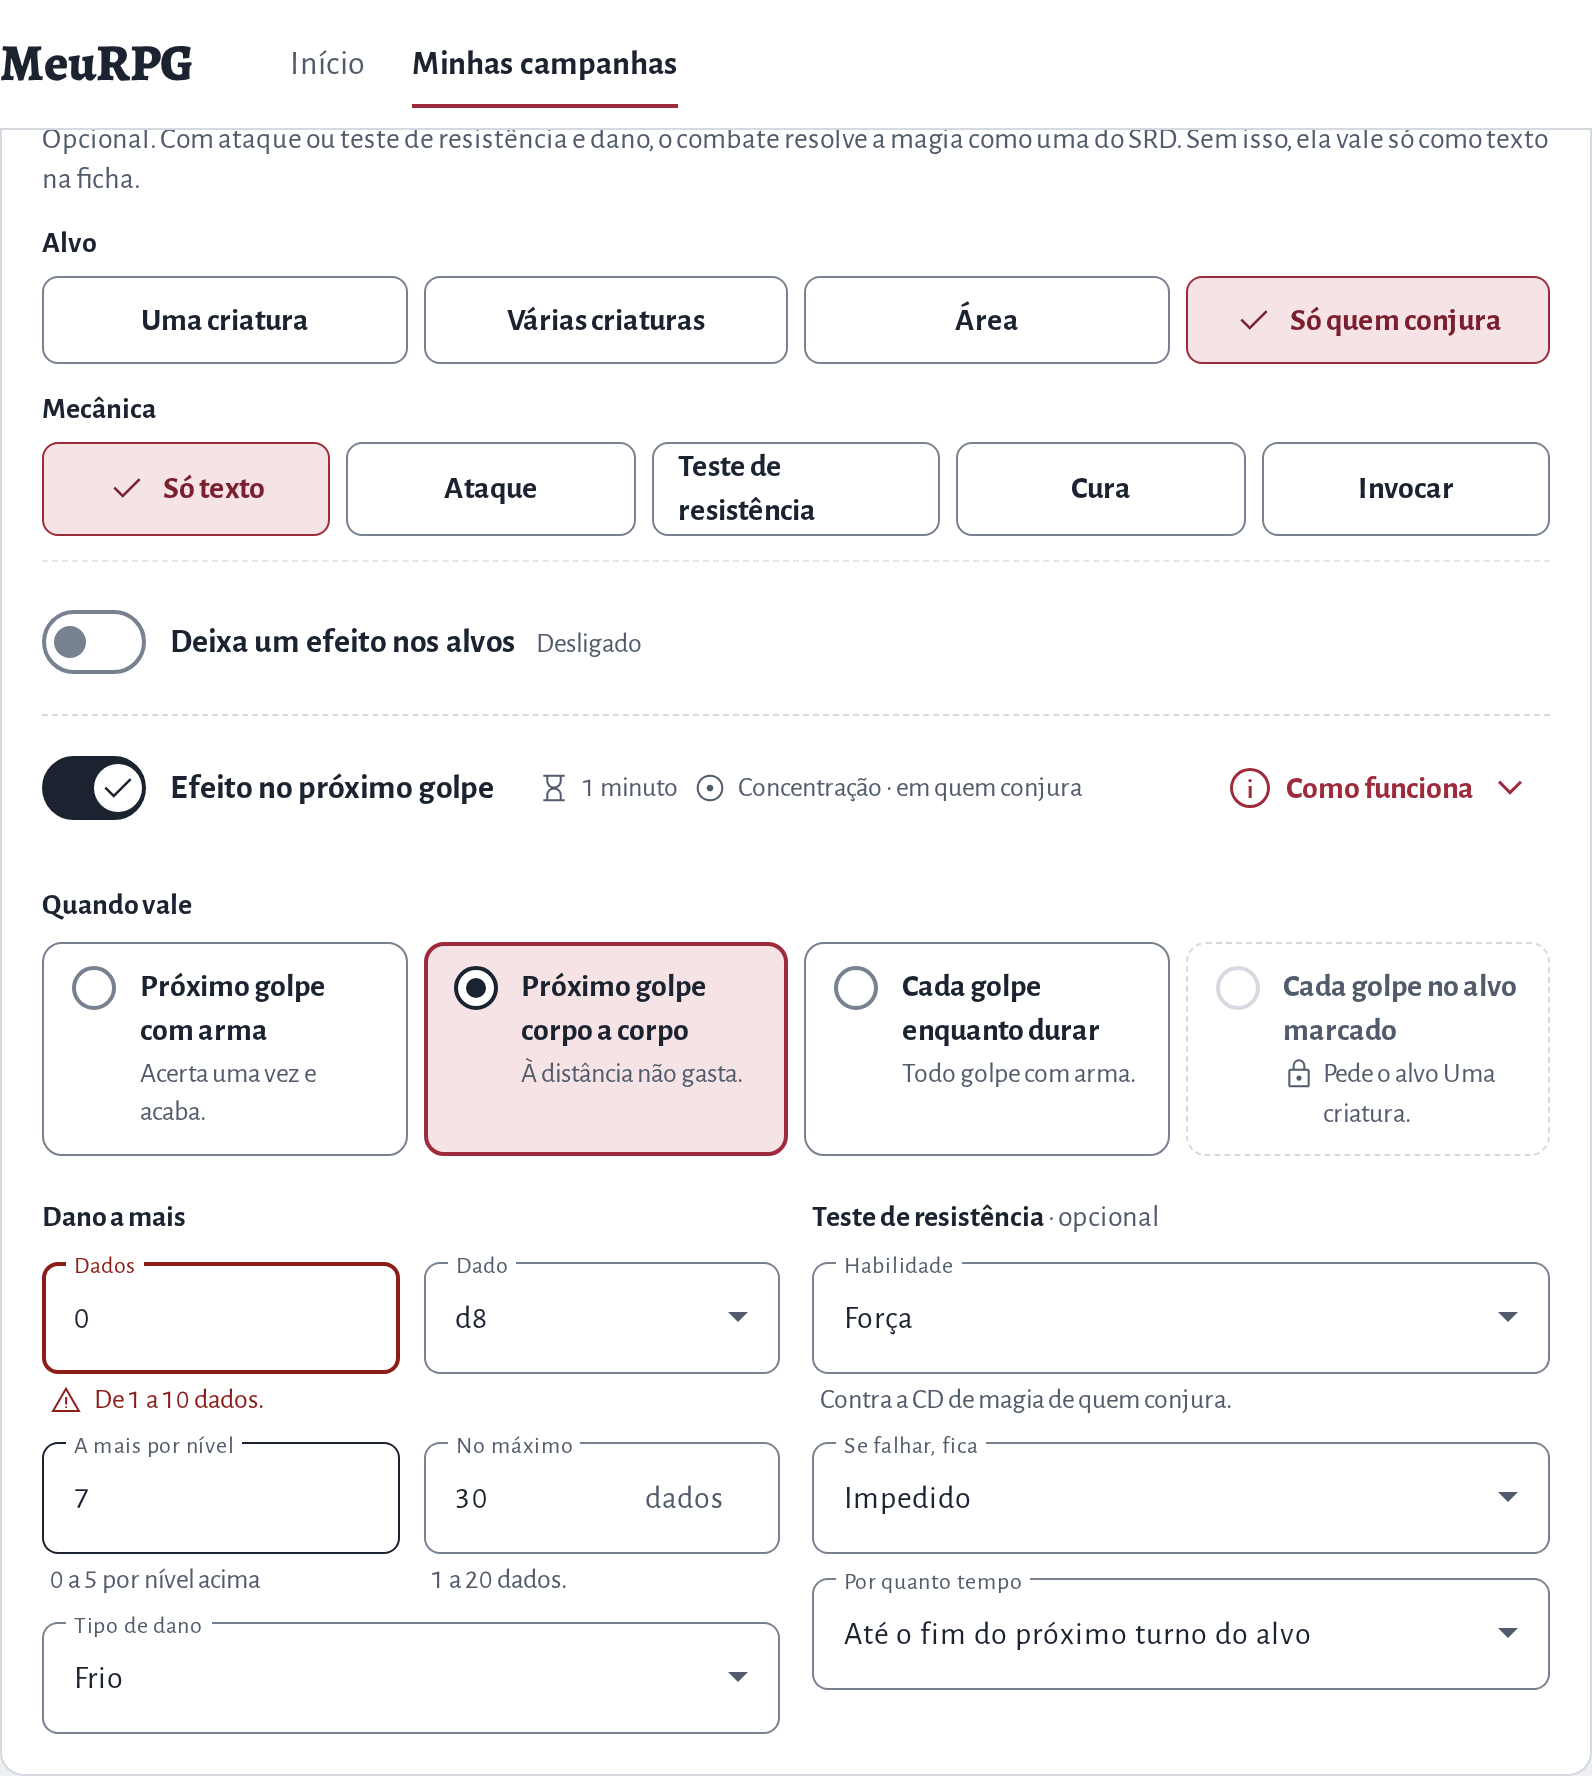 MeuRPG
Início
Minhas campanhas
Opcional. Com ataque ou teste de resistência e dano, o combate resolve a magia como uma do SRD. Sem isso, ela vale só como texto
na ficha.
Alvo
Uma criatura
Várias criaturas
Área
Só quem conjura
Mecânica
Só texto
Ataque
Teste de
resistência
Cura
Invocar
Deixa um efeito nos alvos
Desligado
Efeito no próximo golpe
1 minuto
Concentração · em quem conjura
Como funciona
Quando vale
Próximo golpe
com arma
Acerta uma vez e
acaba.
Próximo golpe
corpo a corpo
À distância não gasta.
Cada golpe
enquanto durar
Todo golpe com arma.
Cada golpe no alvo
marcado
Pede o alvo Uma
criatura.
Dano a mais
Dados
0
De 1 a 10 dados.
Dado
d8
A mais por nível
7
0 a 5 por nível acima
No máximo
30 dados
1 a 20 dados.
Tipo de dano
Frio
Teste de resistência · opcional
Habilidade
Força
Contra a CD de magia de quem conjura.
Se falhar, fica
Impedido
Por quanto tempo
Até o fim do próximo turno do alvo